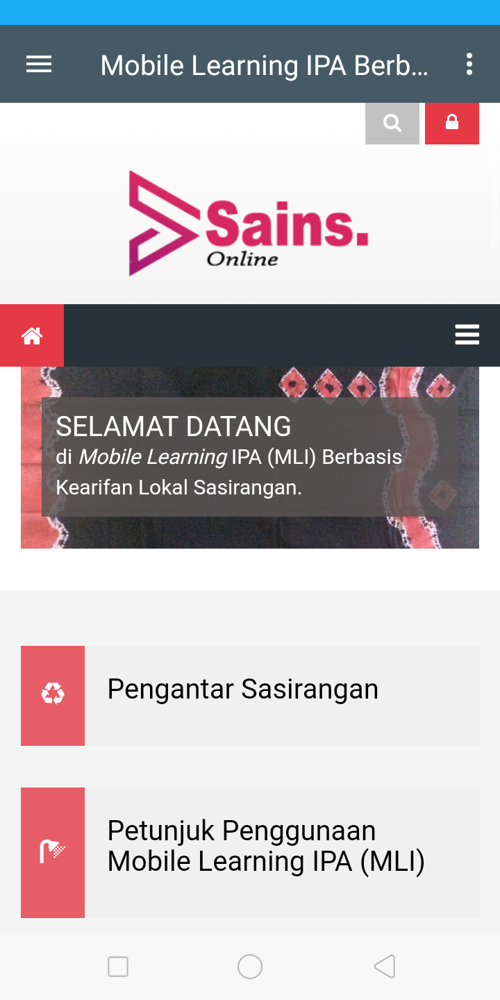 Mobile Learning IPA Berb...
Sains.
Online
SELAMAT DATANG
di Mobile Learning IPA (MLI) Berbasis
Kearifan Lokal Sasirangan.
Pengantar Sasirangan
Petunjuk Penggunaan
Mobile Learning IPA (MLI)